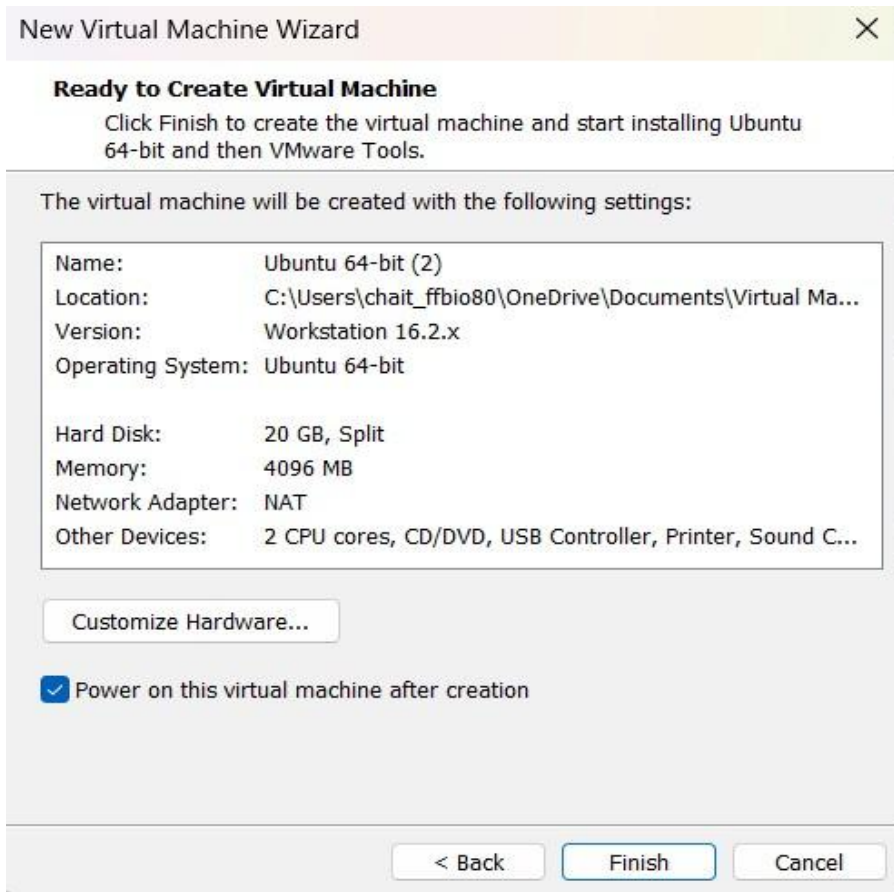 New Virtual Machine Wizard
Ready to Create Virtual Machine
Click Finish to create the virtual machine and start installing Ubuntu
64-bit and then VMware Tools.
The virtual machine will be created with the following settings:
Name: Ubuntu 64-bit (2)
Location: C:\Users\chait_ffbio80\OneDrive\Documents\Virtual Ma...
Version: Workstation 16.2.x
Operating System: Ubuntu 64-bit
Hard Disk: 20 GB, Split
Memory: 4096 MB
Network Adapter: NAT
Other Devices: 2 CPU cores, CD/DVD, USB Controller, Printer, Sound C...
Customize Hardware...
Power on this virtual machine after creation
< Back Finish Cancel